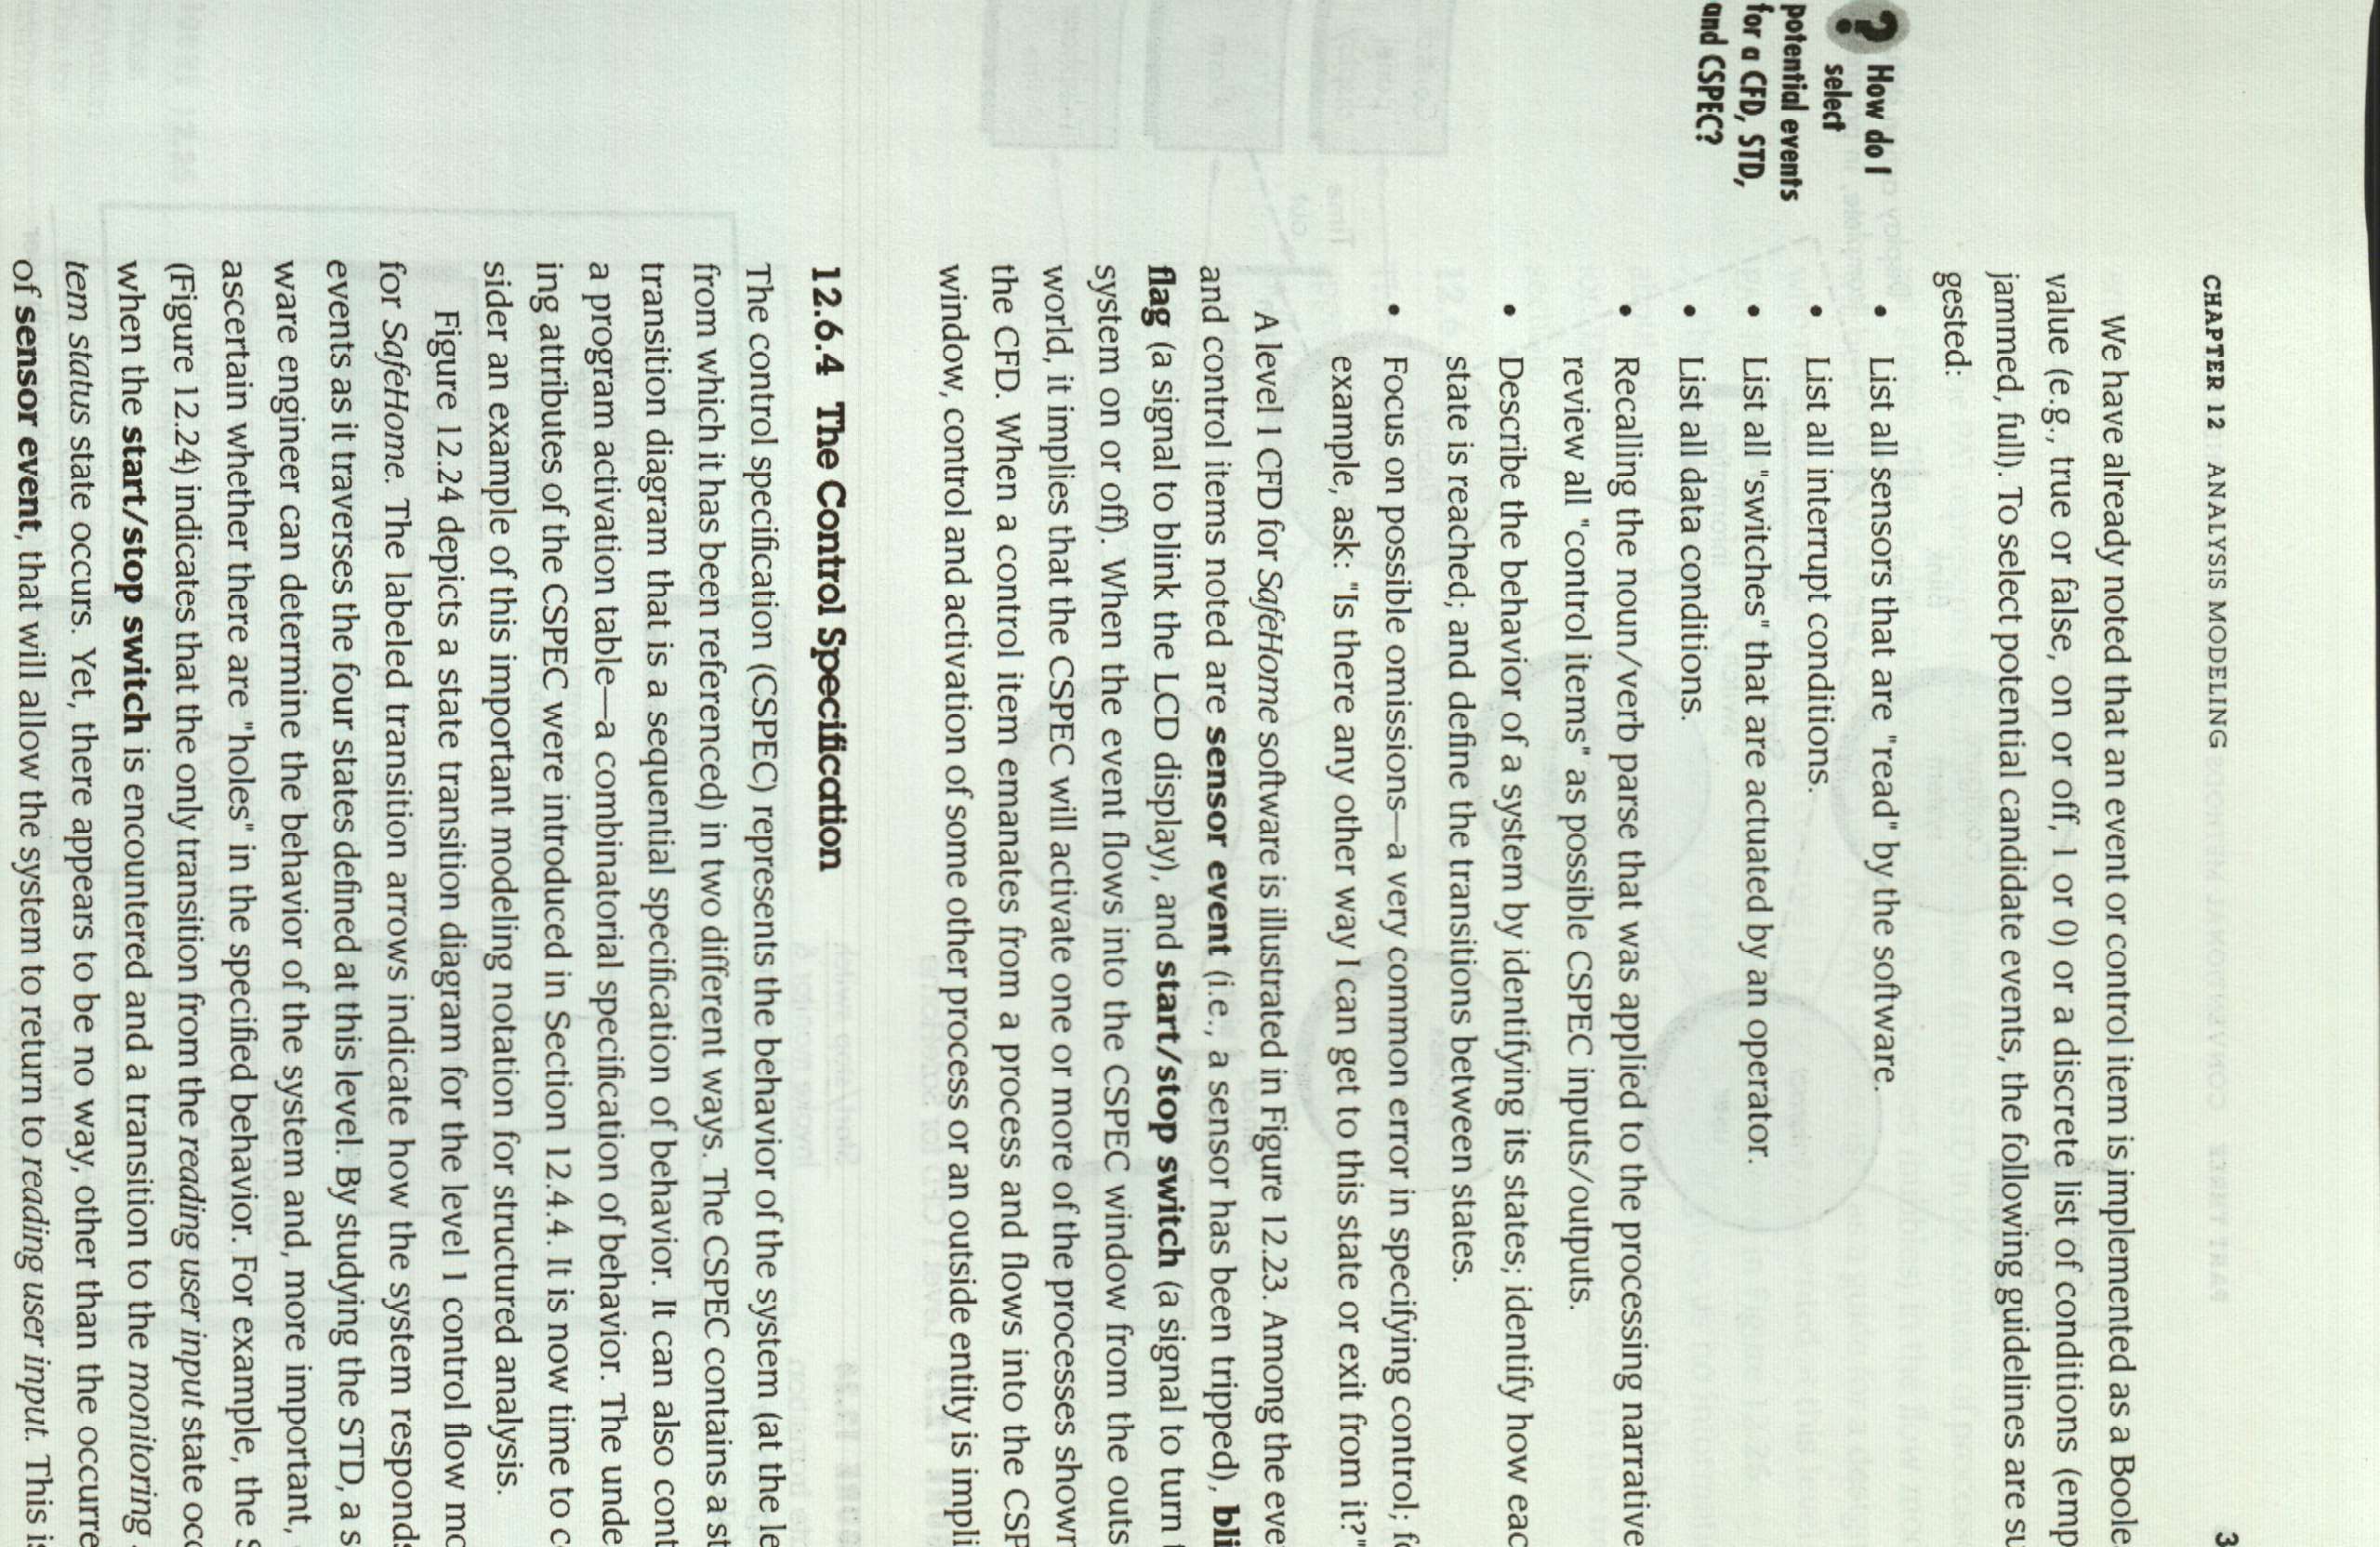 CHAPTER 12 ANALYSIS MODELING 3
We have already noted that an event or control item is implemented as a Boole
value (e.g., true or false, on or off, 1 or 0) or a discrete list of conditions (emp
jammed, full). To select potential candidate events, the following guidelines are su
gested:
? How do I
select
potential events
for a CFD, STD,
and CSPEC?
• List all sensors that are "read" by the software.
• List all interrupt conditions.
• List all "switches" that are actuated by an operator.
• List all data conditions.
• Recalling the noun/verb parse that was applied to the processing narrative
review all "control items" as possible CSPEC inputs/outputs.
• Describe the behavior of a system by identifying its states; identify how eac
state is reached; and define the transitions between states.
• Focus on possible omissions—a very common error in specifying control; fo
example, ask: "Is there any other way I can get to this state or exit from it?"
A level 1 CFD for SafeHome software is illustrated in Figure 12.23. Among the eve
and control items noted are sensor event (i.e., a sensor has been tripped), bli
flag (a signal to blink the LCD display), and start/stop switch (a signal to turn t
system on or off). When the event flows into the CSPEC window from the outs
world, it implies that the CSPEC will activate one or more of the processes shown
the CFD. When a control item emanates from a process and flows into the CSP
window, control and activation of some other process or an outside entity is impli
12.6.4 The Control Specification
The control specification (CSPEC) represents the behavior of the system (at the le
from which it has been referenced) in two different ways. The CSPEC contains a st
transition diagram that is a sequential specification of behavior. It can also cont
a program activation table—a combinatorial specification of behavior. The unde
ing attributes of the CSPEC were introduced in Section 12.4.4. It is now time to c
sider an example of this important modeling notation for structured analysis.
Figure 12.24 depicts a state transition diagram for the level 1 control flow mo
for SafeHome. The labeled transition arrows indicate how the system responds
events as it traverses the four states defined at this level. By studying the STD, a s
ware engineer can determine the behavior of the system and, more important,
ascertain whether there are "holes" in the specified behavior. For example, the S
(Figure 12.24) indicates that the only transition from the reading user input state occ
when the start/stop switch is encountered and a transition to the monitoring
tem status state occurs. Yet, there appears to be no way, other than the occurre
of sensor event, that will allow the system to return to reading user input. This is